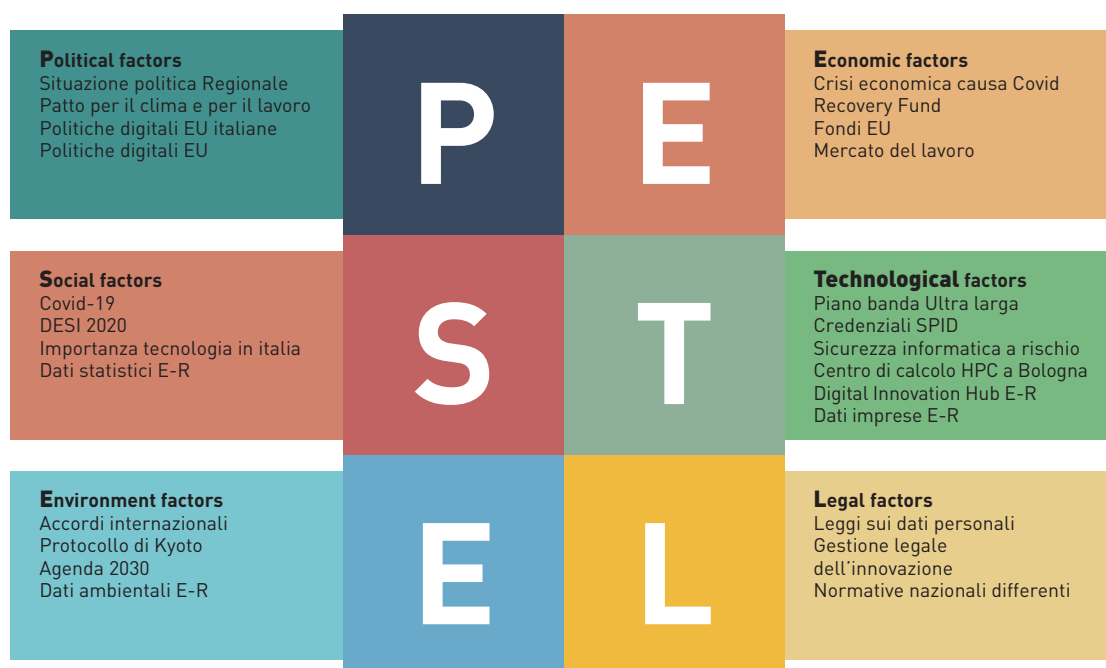 Political factors
Situazione politica Regionale
Patto per il clima e per il lavoro
Politiche digitali EU italiane
Politiche digitali EU
P
E
Economic factors
Crisi economica causa Covid
Recovery Fund
Fondi EU
Mercato del lavoro
Social factors
Covid-19
DESI 2020
Importanza tecnologia in italia
Dati statistici E-R
S
T
Technological factors
Piano banda Ultra larga
Credenziali SPID
Sicurezza informatica a rischio
Centro di calcolo HPC a Bologna
Digital Innovation Hub E-R
Dati imprese E-R
Environment factors
Accordi internazionali
Protocollo di Kyoto
Agenda 2030
Dati ambientali E-R
E
L
Legal factors
Leggi sui dati personali
Gestione legale
dell’innovazione
Normative nazionali differenti